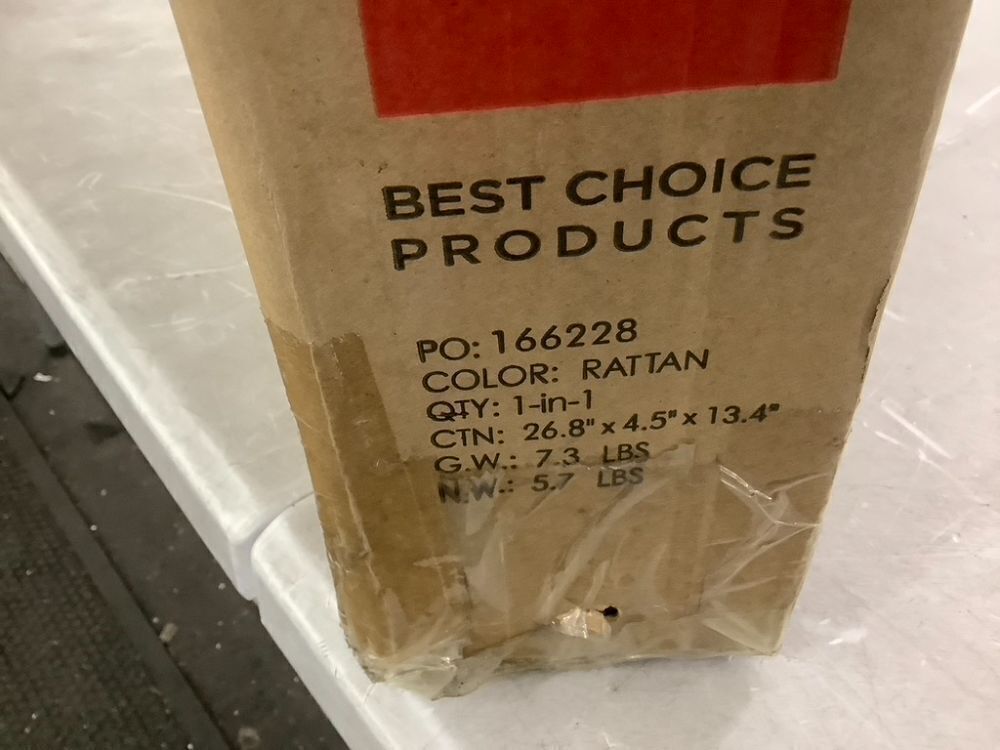 BEST CHOICE
PRODUCTS
PO: 166228
COLOR: RATTAN
QTY: 1-in-1
CTN: 26.8" x 4.5" x 13.4"
G.W.: 7.3 LBS
N.W.: 5.7 LBS